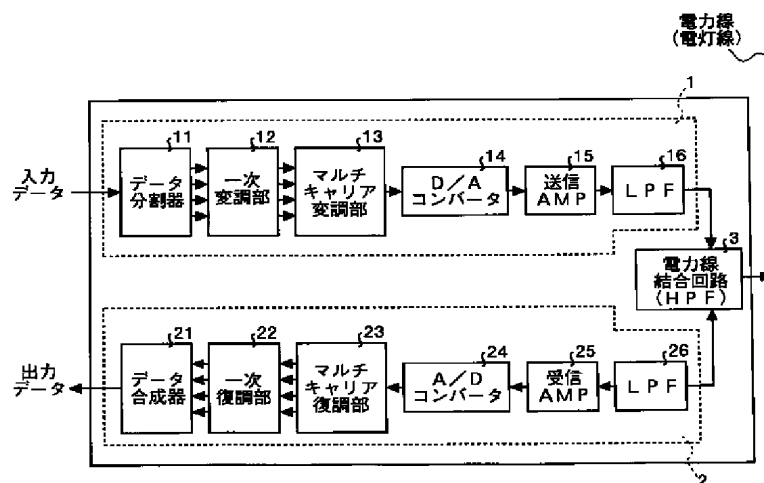 電力線
(電灯線)
1
11
12
13
14
15
16
入力
データ
データ
分割器
一次
変調部
マルチ
キャリア
変調部
D/A
コンバータ
送信
AMP
LPF
3
電力線
結合回路
(HPF)
21
22
23
24
25
26
出力
データ
データ
合成器
一次
復調部
マルチ
キャリア
復調部
A/D
コンバータ
受信
AMP
LPF
2